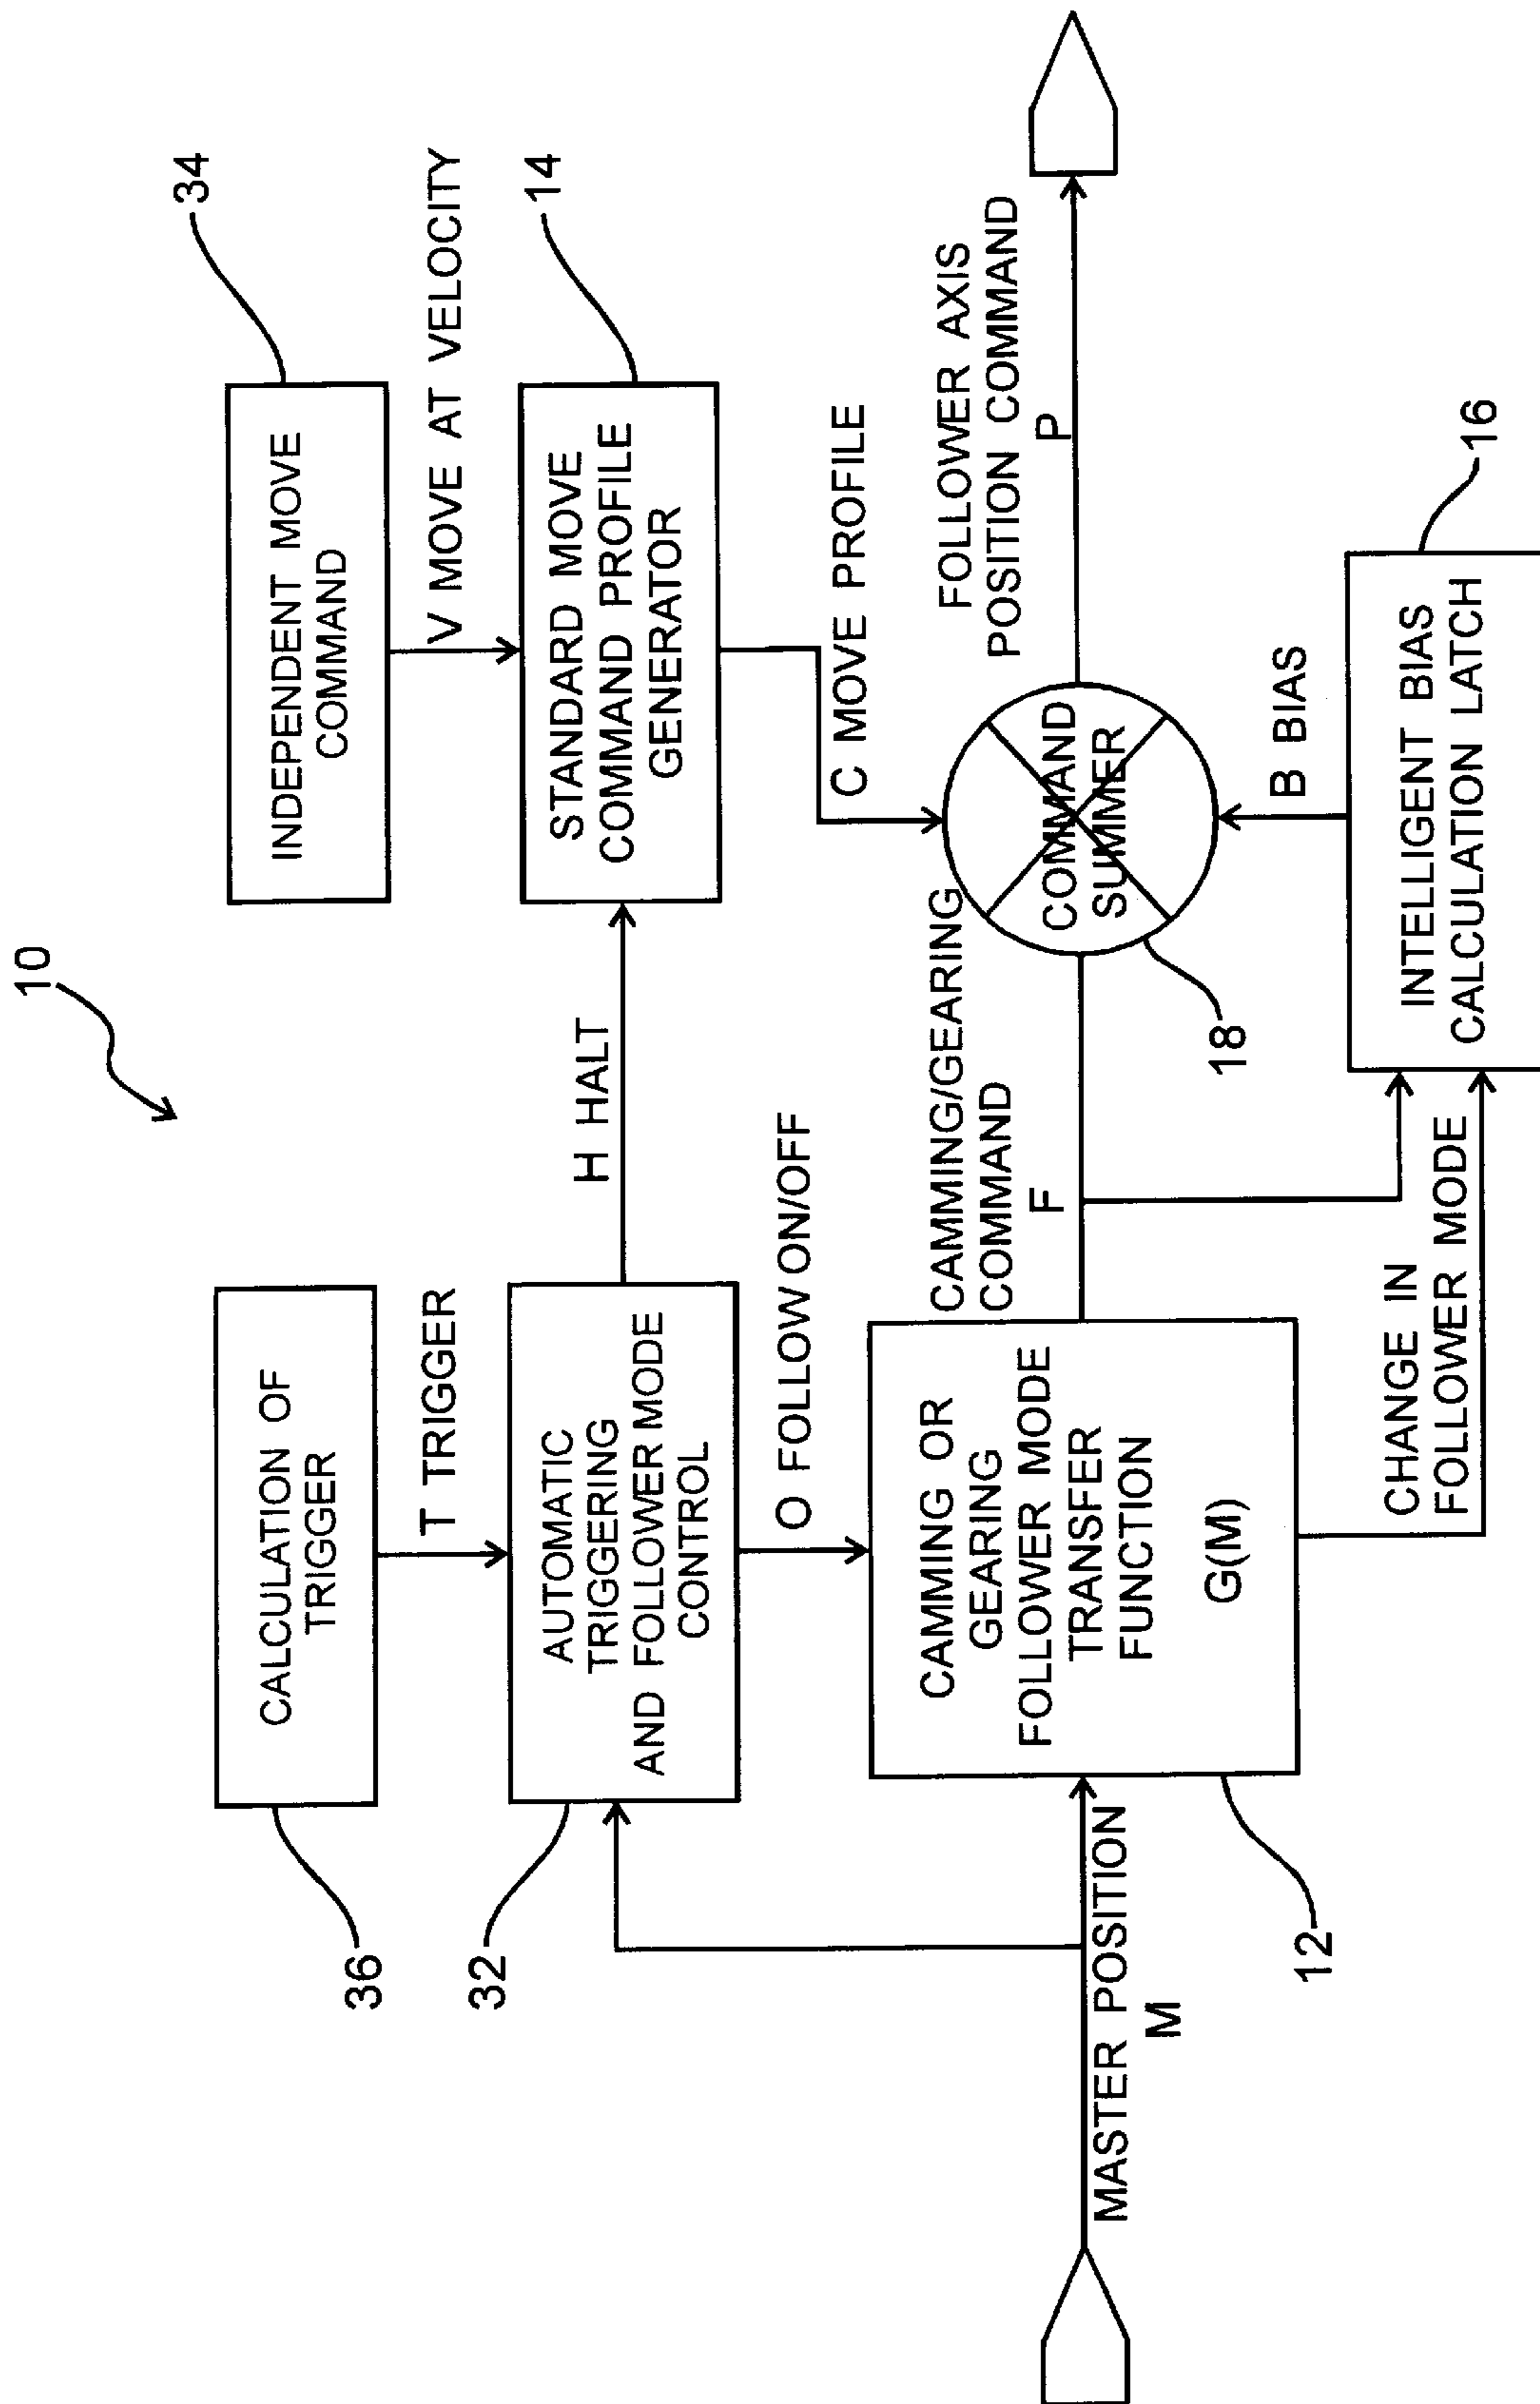 10
36
CALCULATION OF
TRIGGER
T TRIGGER
32
AUTOMATIC
TRIGGERING
AND FOLLOWER MODE
CONTROL
H HALT
O FOLLOW ON/OFF
34
INDEPENDENT MOVE
COMMAND
V MOVE AT VELOCITY
14
STANDARD MOVE
COMMAND PROFILE
GENERATOR
C MOVE PROFILE
MASTER POSITION
M
12
CAMMING OR
GEARING
FOLLOWER MODE
TRANSFER
FUNCTION
G(M)
CAMMING/GEARING
COMMAND
F
CHANGE IN
FOLLOWER MODE
COMMAND
SUMMER
18
FOLLOWER AXIS
POSITION COMMAND
P
B BIAS
16
INTELLIGENT BIAS
CALCULATION LATCH